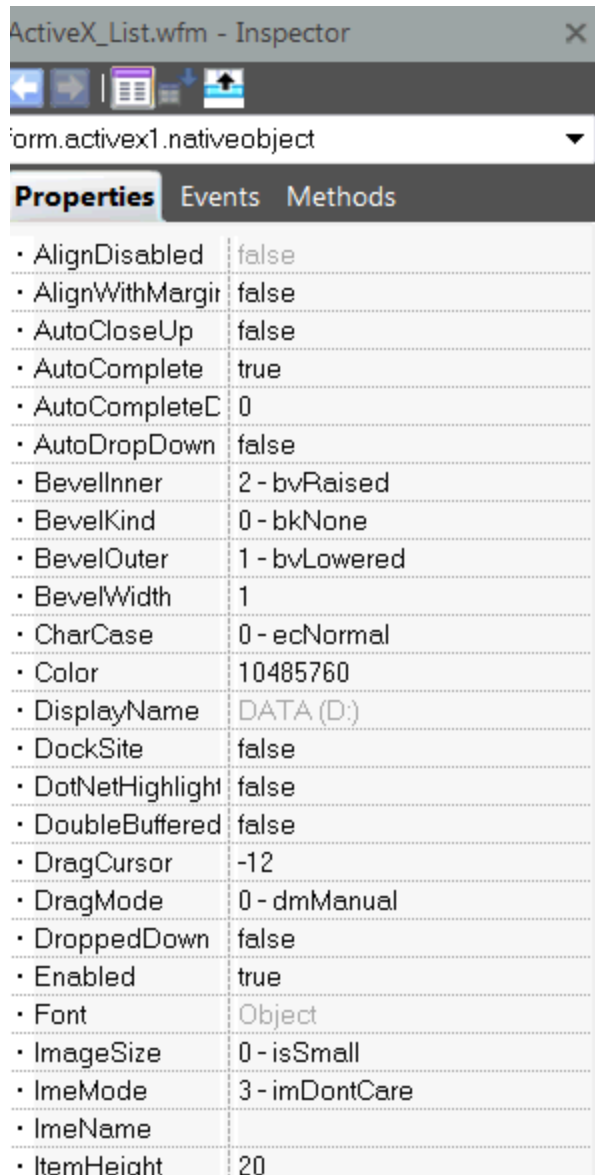 ActiveX_List.wfm - Inspector
form.activex1.nativeobject
Properties Events Methods
AlignDisabled false
AlignWithMargin false
AutoCloseUp false
AutoComplete true
AutoCompleteD 0
AutoDropDown false
BevelInner 2 - bvRaised
BevelKind 0 - bkNone
BevelOuter 1 - bvLowered
BevelWidth 1
CharCase 0 - ecNormal
Color 10485760
DisplayName DATA (D:)
DockSite false
DotNetHighlight false
DoubleBuffered false
DragCursor -12
DragMode 0 - dmManual
DroppedDown false
Enabled true
Font Object
ImageSize 0 - isSmall
ImeMode 3 - imDontCare
ImeName
ItemHeight 20